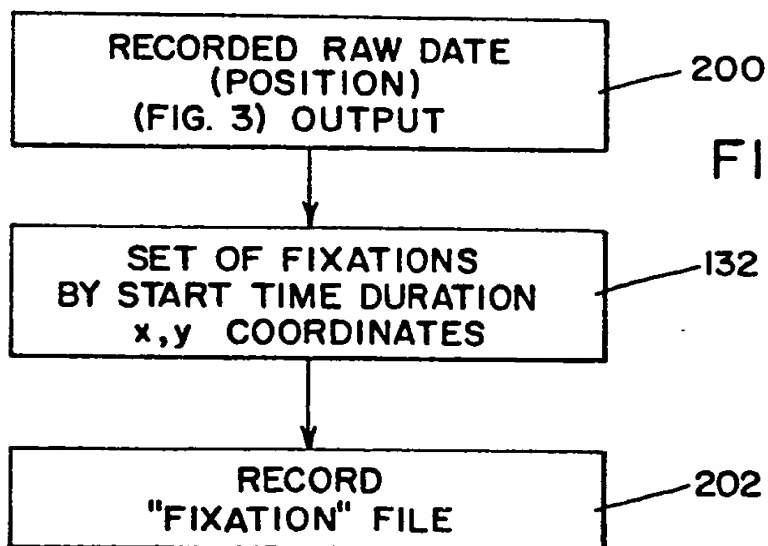 RECORDED RAW DATE
(POSITION)
(FIG. 3) OUTPUT
200
FI
SET OF FIXATIONS
BY START TIME DURATION
x,y COORDINATES
132
RECORD
"FIXATION" FILE
202